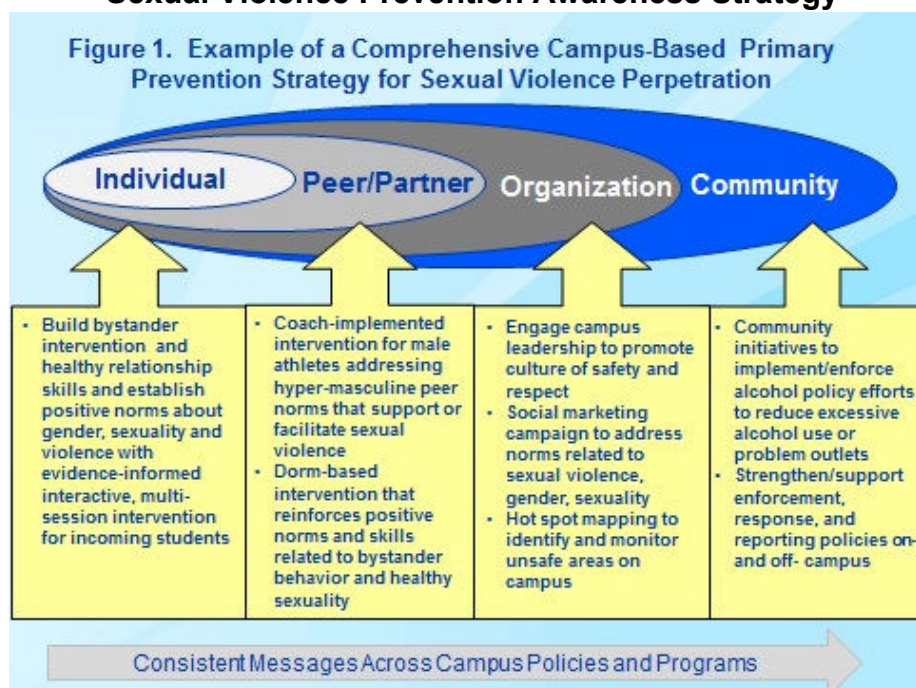 Sexual Violence Prevention Awareness Strategy
Figure 1. Example of a Comprehensive Campus-Based Primary
Prevention Strategy for Sexual Violence Perpetration
Individual
Peer/Partner
Organization
Community
• Build bystander
intervention and
healthy relationship
skills and establish
positive norms about
gender, sexuality and
violence with
evidence-informed
interactive, multi-
session intervention
for incoming students
• Coach-implemented
intervention for male
athletes addressing
hyper-masculine peer
norms that support or
facilitate sexual
violence
• Dorm-based
intervention that
reinforces positive
norms and skills
related to bystander
behavior and healthy
sexuality
• Engage campus
leadership to promote
culture of safety and
respect
• Social marketing
campaign to address
norms related to
sexual violence,
gender, sexuality
• Hot spot mapping to
identify and monitor
unsafe areas on
campus
• Community
initiatives to
implement/enforce
alcohol policy efforts
to reduce excessive
alcohol use or
problem outlets
• Strengthen/support
enforcement,
response, and
reporting policies on-
and off- campus
Consistent Messages Across Campus Policies and Programs